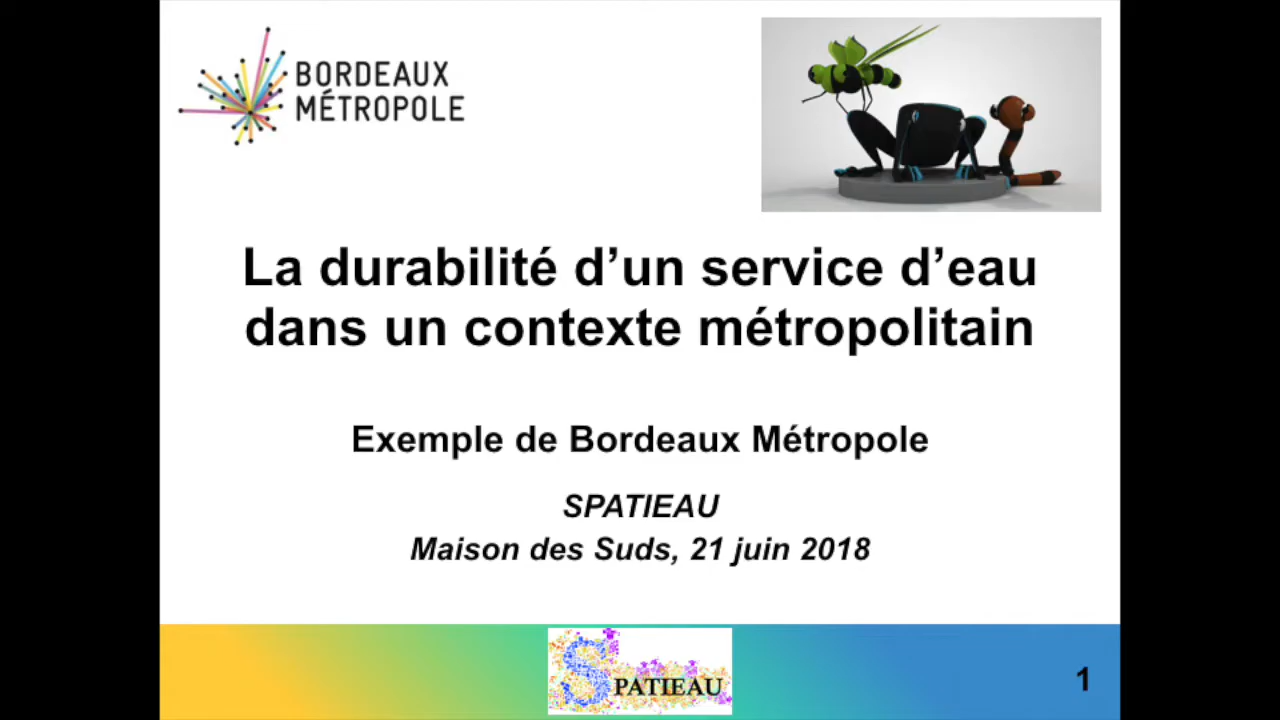 BORDEAUX
MÉTROPOLE
La durabilité d’un service d’eau
dans un contexte métropolitain
Exemple de Bordeaux Métropole
SPATIEAU
Maison des Suds, 21 juin 2018
SPATIEAU
1